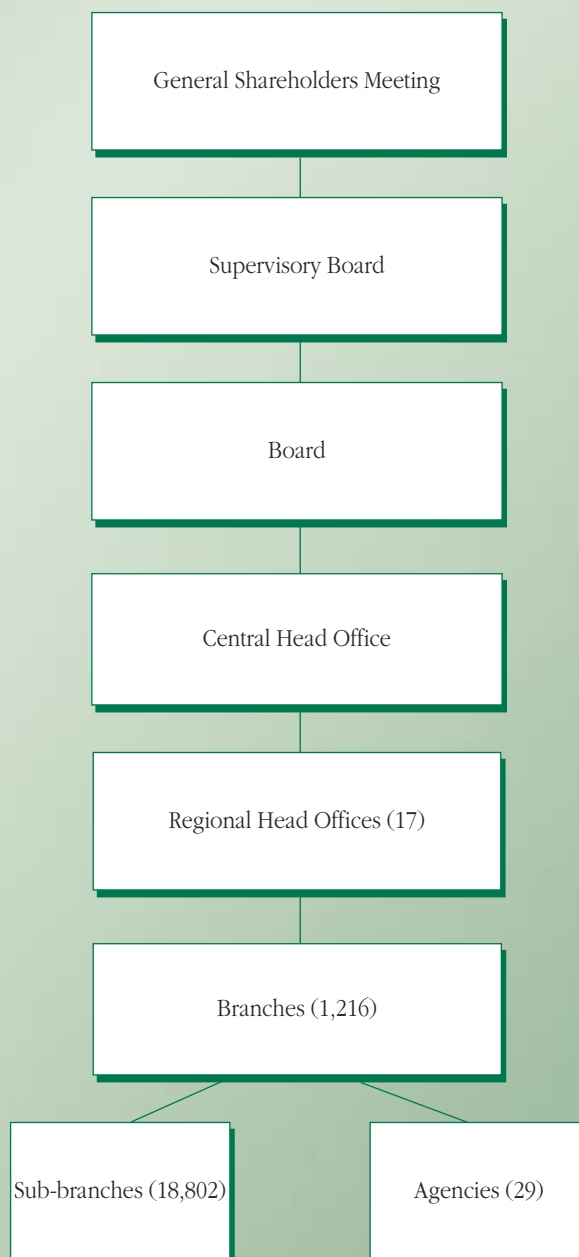 General Shareholders Meeting
Supervisory Board
Board
Central Head Office
Regional Head Offices (17)
Branches (1,216)
Sub-branches (18,802)
Agencies (29)